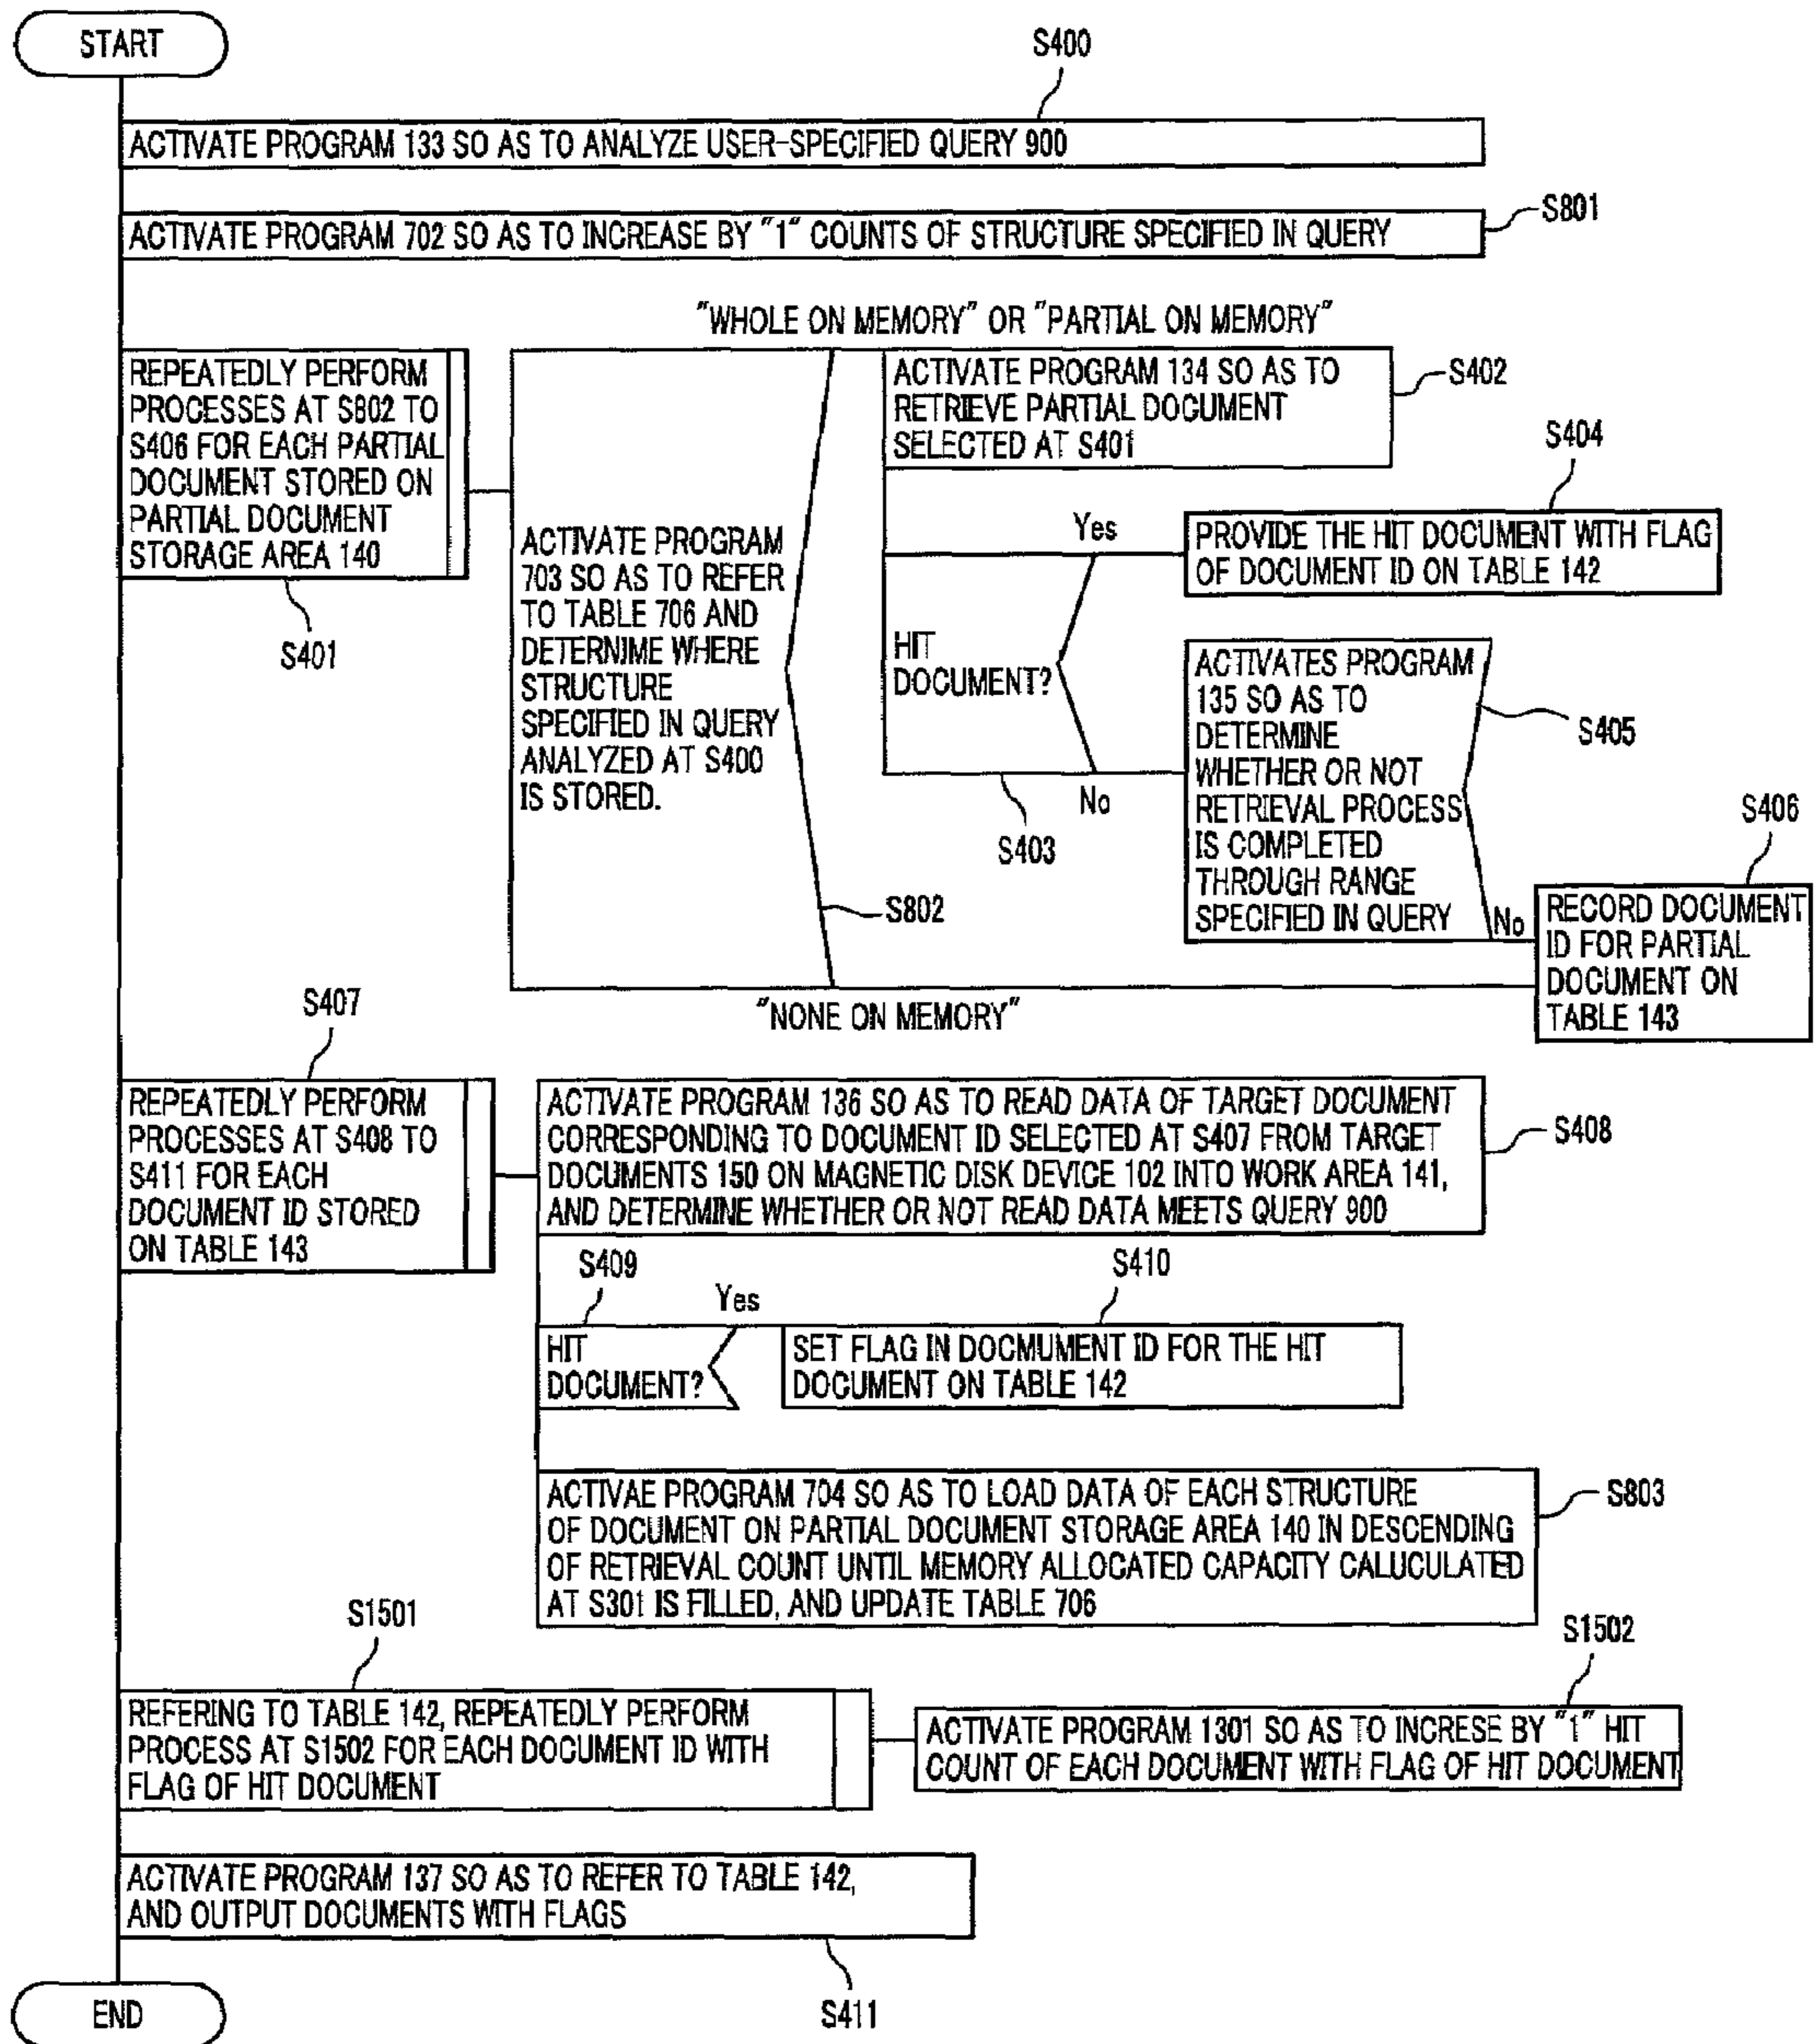 START
S400
ACTIVATE PROGRAM 133 SO AS TO ANALYZE USER-SPECIFIED QUERY 900
ACTIVATE PROGRAM 702 SO AS TO INCREASE BY "1" COUNTS OF STRUCTURE SPECIFIED IN QUERY
S801
"WHOLE ON MEMORY" OR "PARTIAL ON MEMORY"
REPEATEDLY PERFORM
PROCESSES AT S802 TO
S406 FOR EACH PARTIAL
DOCUMENT STORED ON
PARTIAL DOCUMENT
STORAGE AREA 140
S401
ACTIVATE PROGRAM
703 SO AS TO REFER
TO TABLE 706 AND
DETERNIME WHERE
STRUCTURE
SPECIFIED IN QUERY
ANALYZED AT S400
IS STORED.
S802
ACTIVATE PROGRAM 134 SO AS TO
RETRIEVE PARTIAL DOCUMENT
SELECTED AT S401
S402
HIT
DOCUMENT?
Yes
No
S403
S404
PROVIDE THE HIT DOCUMENT WITH FLAG
OF DOCUMENT ID ON TABLE 142
ACTIVATES PROGRAM
135 SO AS TO
DETERMINE
WHETHER OR NOT
RETRIEVAL PROCESS
IS COMPLETED
THROUGH RANGE
SPECIFIED IN QUERY
S405
No
S406
RECORD DOCUMENT
ID FOR PARTIAL
DOCUMENT ON
TABLE 143
"NONE ON MEMORY"
S407
REPEATEDLY PERFORM
PROCESSES AT S408 TO
S411 FOR EACH
DOCUMENT ID STORED
ON TABLE 143
ACTIVATE PROGRAM 136 SO AS TO READ DATA OF TARGET DOCUMENT
CORRESPONDING TO DOCUMENT ID SELECTED AT S407 FROM TARGET
DOCUMENTS 150 ON MAGNETIC DISK DEVICE 102 INTO WORK AREA 141,
AND DETERMINE WHETHER OR NOT READ DATA MEETS QUERY 900
S408
S409
Yes
S410
HIT
DOCUMENT?
SET FLAG IN DOCMUMENT ID FOR THE HIT
DOCUMENT ON TABLE 142
ACTIVAE PROGRAM 704 SO AS TO LOAD DATA OF EACH STRUCTURE
OF DOCUMENT ON PARTIAL DOCUMENT STORAGE AREA 140 IN DESCENDING
OF RETRIEVAL COUNT UNTIL MEMORY ALLOCATED CAPACITY CALUCULATED
AT S301 IS FILLED, AND UPDATE TABLE 706
S803
S1501
REFERING TO TABLE 142, REPEATEDLY PERFORM
PROCESS AT S1502 FOR EACH DOCUMENT ID WITH
FLAG OF HIT DOCUMENT
S1502
ACTIVATE PROGRAM 1301 SO AS TO INCRESE BY "1" HIT
COUNT OF EACH DOCUMENT WITH FLAG OF HIT DOCUMENT
ACTIVATE PROGRAM 137 SO AS TO REFER TO TABLE 142,
AND OUTPUT DOCUMENTS WITH FLAGS
S411
END